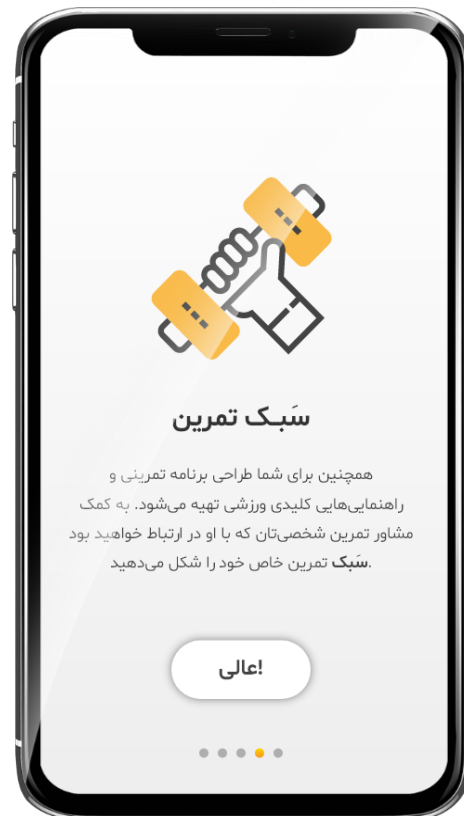 سَبـک تمرین
همچنین برای شما طراحی برنامه تمرینی و
راهنمایی‌هایی کلیدی ورزشی تهیه می‌شود. به کمک
مشاور تمرین شخصی‌تان که با او در ارتباط خواهید بود
.سَبک تمرین خاص خود را شکل می‌دهید
!عالی